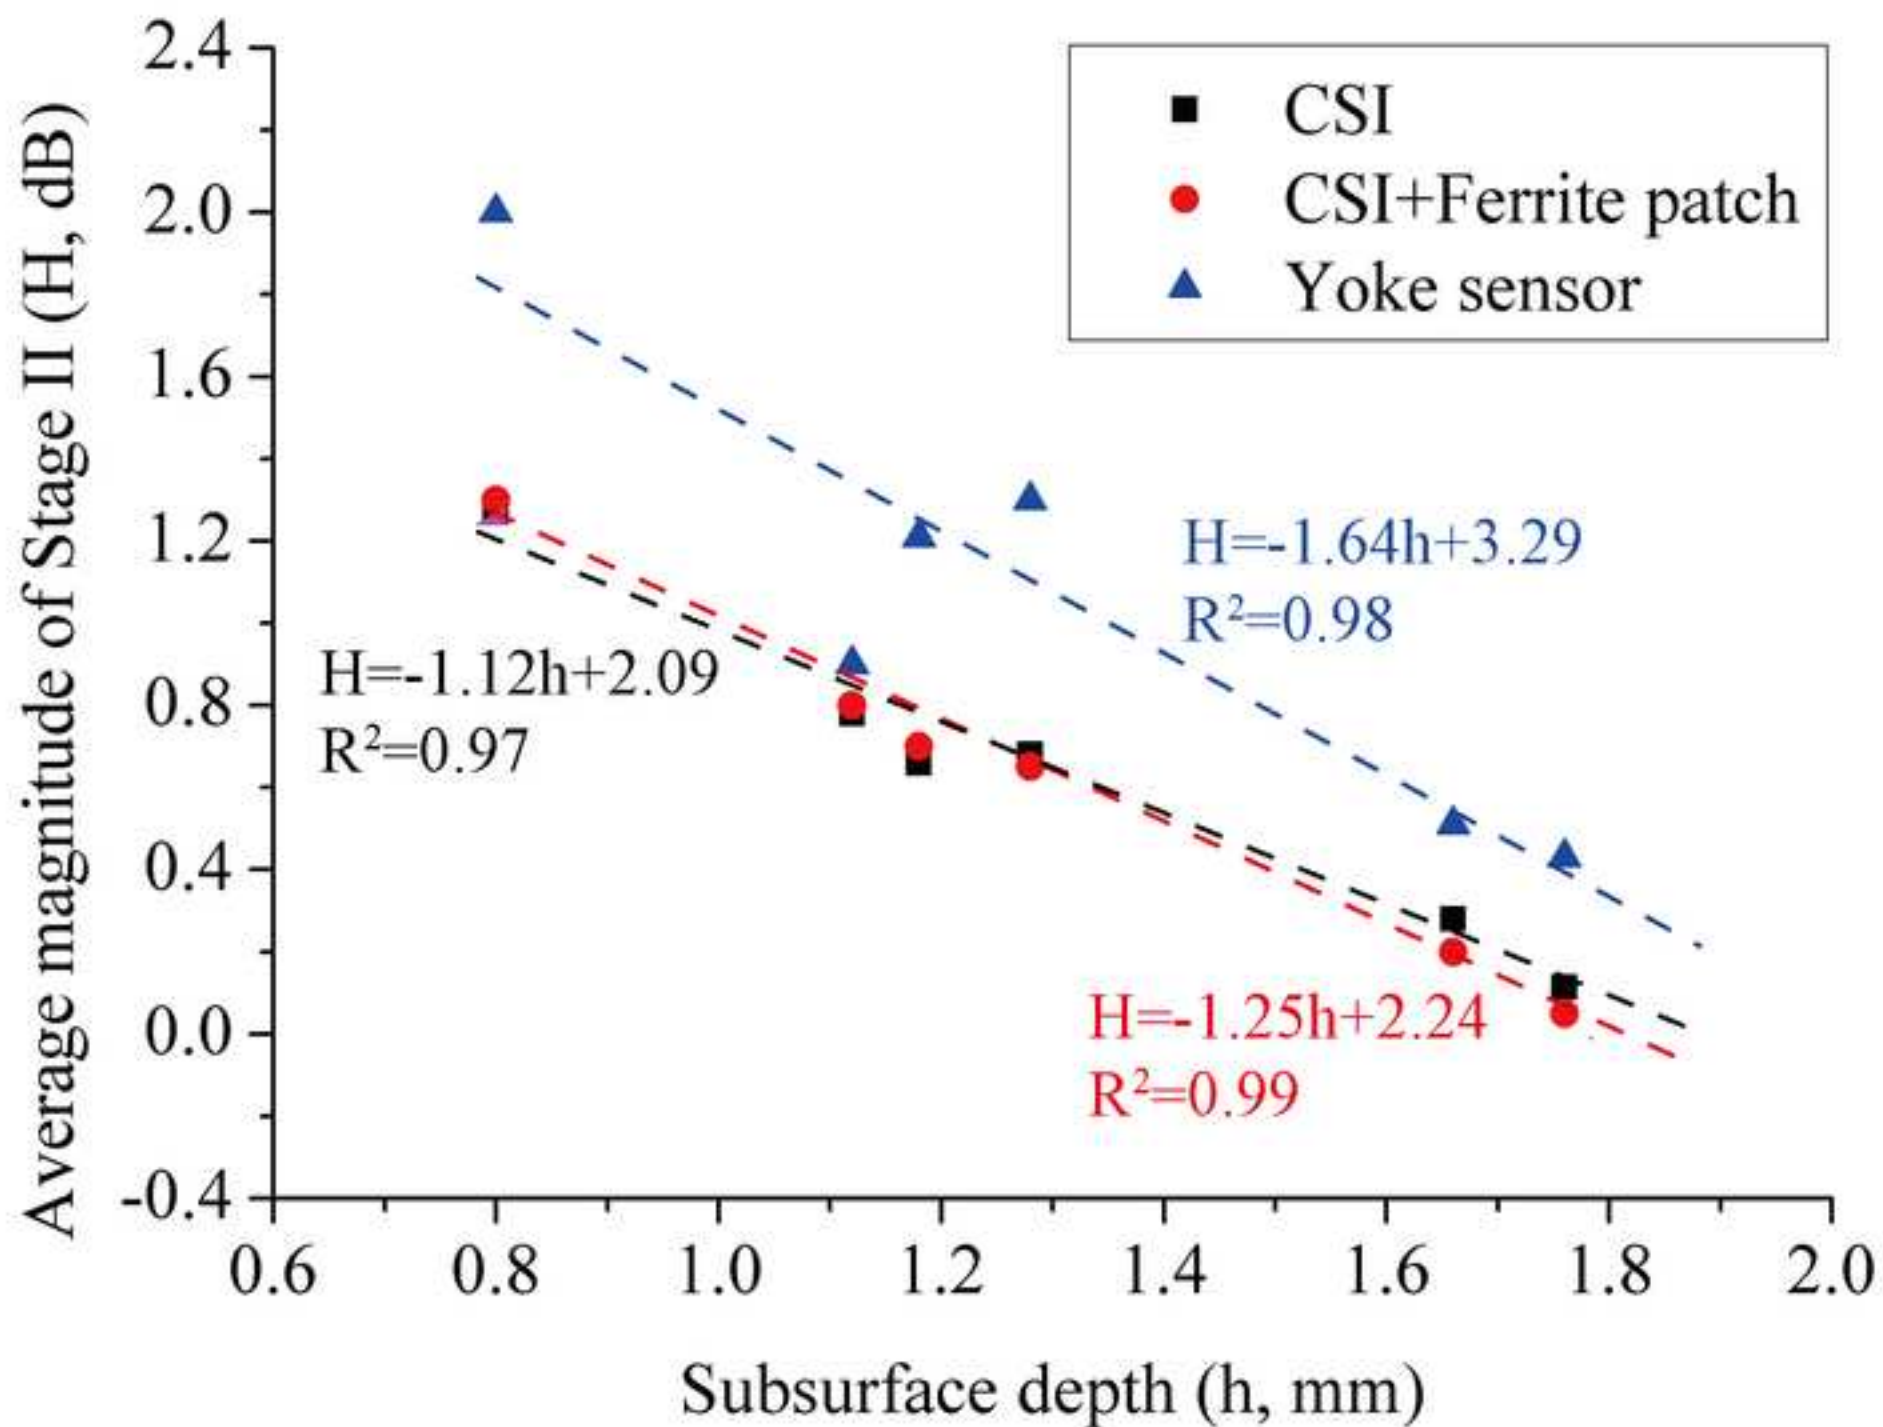 Average magnitude of Stage II (H, dB)
2.4
2.0
1.6
1.2
0.8
0.4
0.0
-0.4
CSI
CSI+Ferrite patch
Yoke sensor
H=-1.64h+3.29
R²=0.98
H=-1.12h+2.09
R²=0.97
H=-1.25h+2.24
R²=0.99
0.6 0.8 1.0 1.2 1.4 1.6 1.8 2.0
Subsurface depth (h, mm)